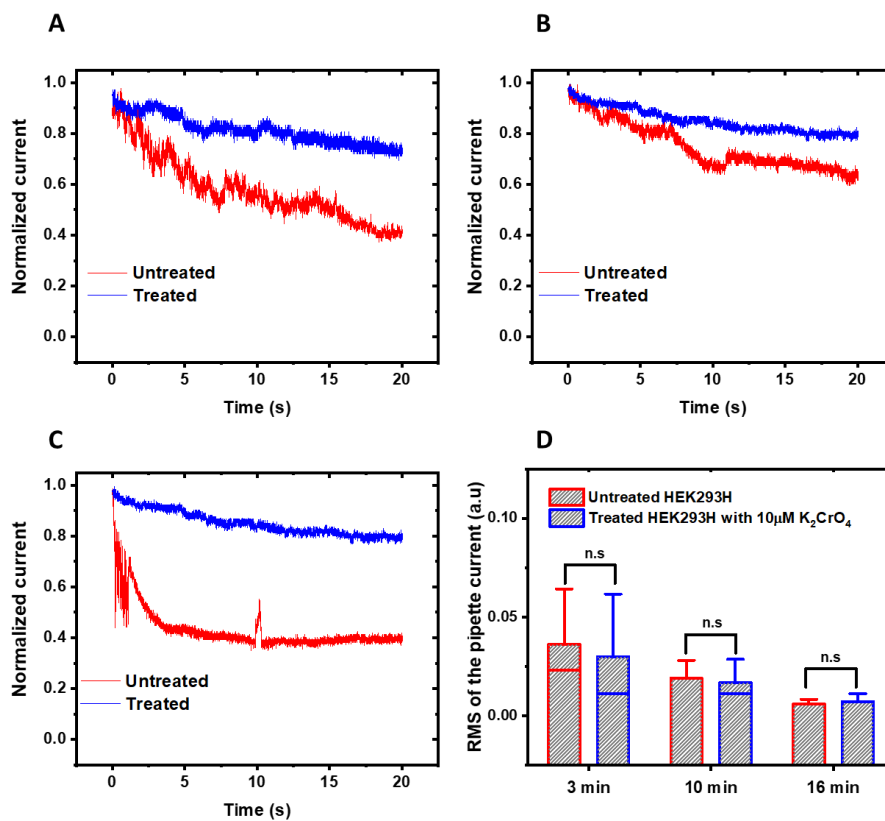 A
Normalized current
1.0
0.8
0.6
0.4
0.2
0.0
Untreated
Treated
0 5 10 15 20
Time (s)
B
Normalized current
1.0
0.8
0.6
0.4
0.2
0.0
Untreated
Treated
0 5 10 15 20
Time (s)
C
Normalized current
1.0
0.8
0.6
0.4
0.2
0.0
Untreated
Treated
0 5 10 15 20
Time (s)
D
RMS of the pipette current (a.u)
0.10
0.05
0.00
Untreated HEK293H
Treated HEK293H with 10μM K₂CrO₄
n.s
n.s
n.s
3 min 10 min 16 min